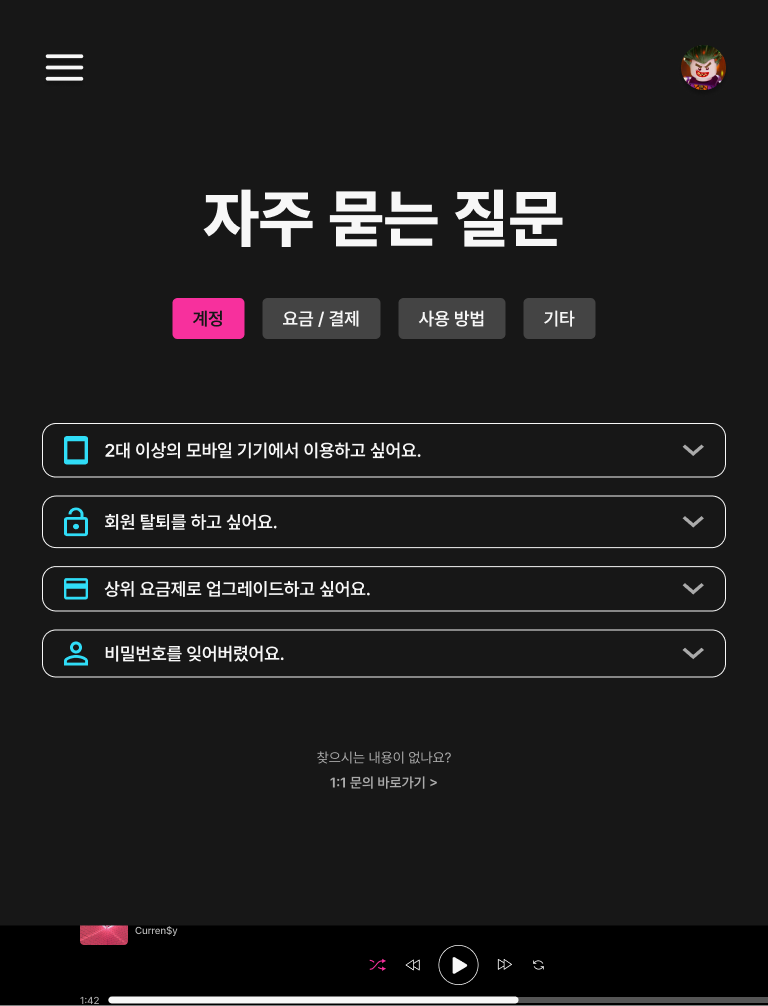 자주 묻는 질문
계정
요금 / 결제
사용 방법
기타
2대 이상의 모바일 기기에서 이용하고 싶어요.
회원 탈퇴를 하고 싶어요.
상위 요금제로 업그레이드하고 싶어요.
비밀번호를 잊어버렸어요.
찾으시는 내용이 없나요?
1:1 문의 바로가기 >
Curren$y
1:42